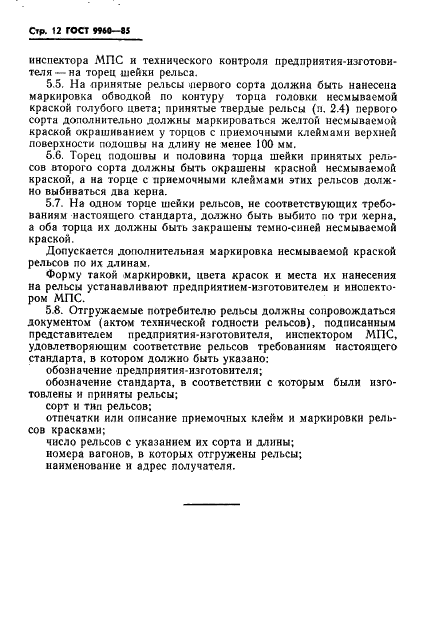 Стр. 12 ГОСТ 9960—85
инспектора МПС и технического контроля предприятия-изготови-
теля — на торец шейки рельса.
5.5. На принятые рельсы первого сорта должна быть нанесена
маркировка обводкой по контуру торца головки несмываемой
краской голубого цвета; принятые твердые рельсы (п. 2.4) первого
сорта дополнительно должны маркироваться желтой несмываемой
краской окрашиванием у торцов с приемочными клеймами верхней
поверхности подошвы на длину не менее 100 мм.
5.6. Торец подошвы и половина торца шейки принятых рель-
сов второго сорта должны быть окрашены красной несмываемой
краской, а на торце с приемочными клеймами этих рельсов долж-
но выбиваться два керна.
5.7. На одном торце шейки рельсов, не соответствующих требо-
ваниям настоящего стандарта, должно быть выбито по три керна,
а оба торца их должны быть закрашены темно-синей несмываемой
краской.
Допускается дополнительная маркировка несмываемой краской
рельсов по их длинам.
Форму такой маркировки, цвета красок и места их нанесения
на рельсы устанавливают предприятием-изготовителем и инспекто-
ром МПС.
5.8. Отгружаемые потребителю рельсы должны сопровождаться
документом (актом технической годности рельсов), подписанным
представителем предприятия-изготовителя, инспектором МПС,
удовлетворяющим соответствие рельсов требованиям настоящего
стандарта, в котором должно быть указано:
обозначение предприятия-изготовителя;
обозначение стандарта, в соответствии с которым были изго-
товлены и приняты рельсы;
сорт и тип рельсов;
отпечатки или описание приемочных клейм и маркировки рель-
сов красками;
число рельсов с указанием их сорта и длины;
номера вагонов, в которых отгружены рельсы;
наименование и адрес получателя.